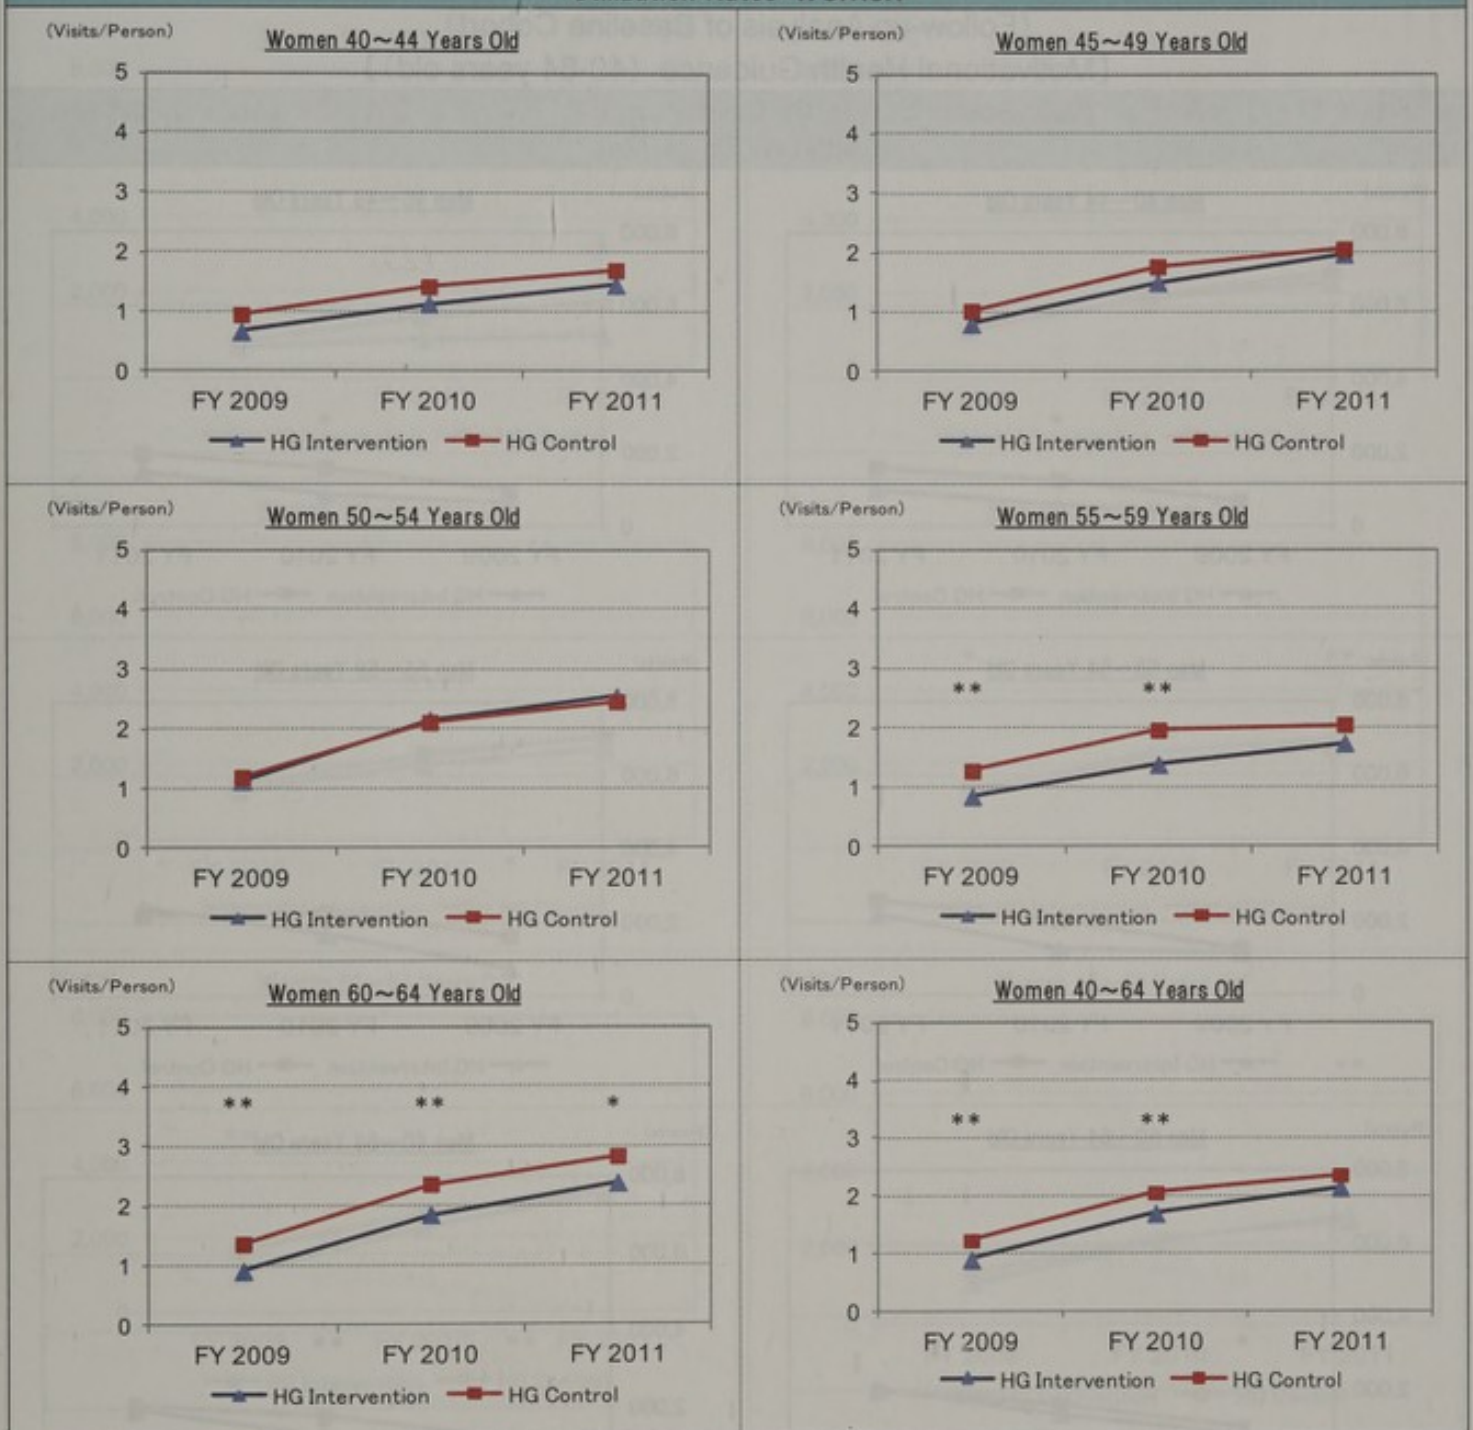 (Visits/Person)
Women 40~44 Years Old
5
4
3
2
1
0
FY 2009 FY 2010 FY 2011
HG Intervention HG Control
(Visits/Person)
Women 45~49 Years Old
5
4
3
2
1
0
FY 2009 FY 2010 FY 2011
HG Intervention HG Control
(Visits/Person)
Women 50~54 Years Old
5
4
3
2
1
0
FY 2009 FY 2010 FY 2011
HG Intervention HG Control
(Visits/Person)
Women 55~59 Years Old
5
4
3
** **
2
1
0
FY 2009 FY 2010 FY 2011
HG Intervention HG Control
(Visits/Person)
Women 60~64 Years Old
5
4
** ** *
3
2
1
0
FY 2009 FY 2010 FY 2011
HG Intervention HG Control
(Visits/Person)
Women 40~64 Years Old
5
4
** **
3
2
1
0
FY 2009 FY 2010 FY 2011
HG Intervention HG Control